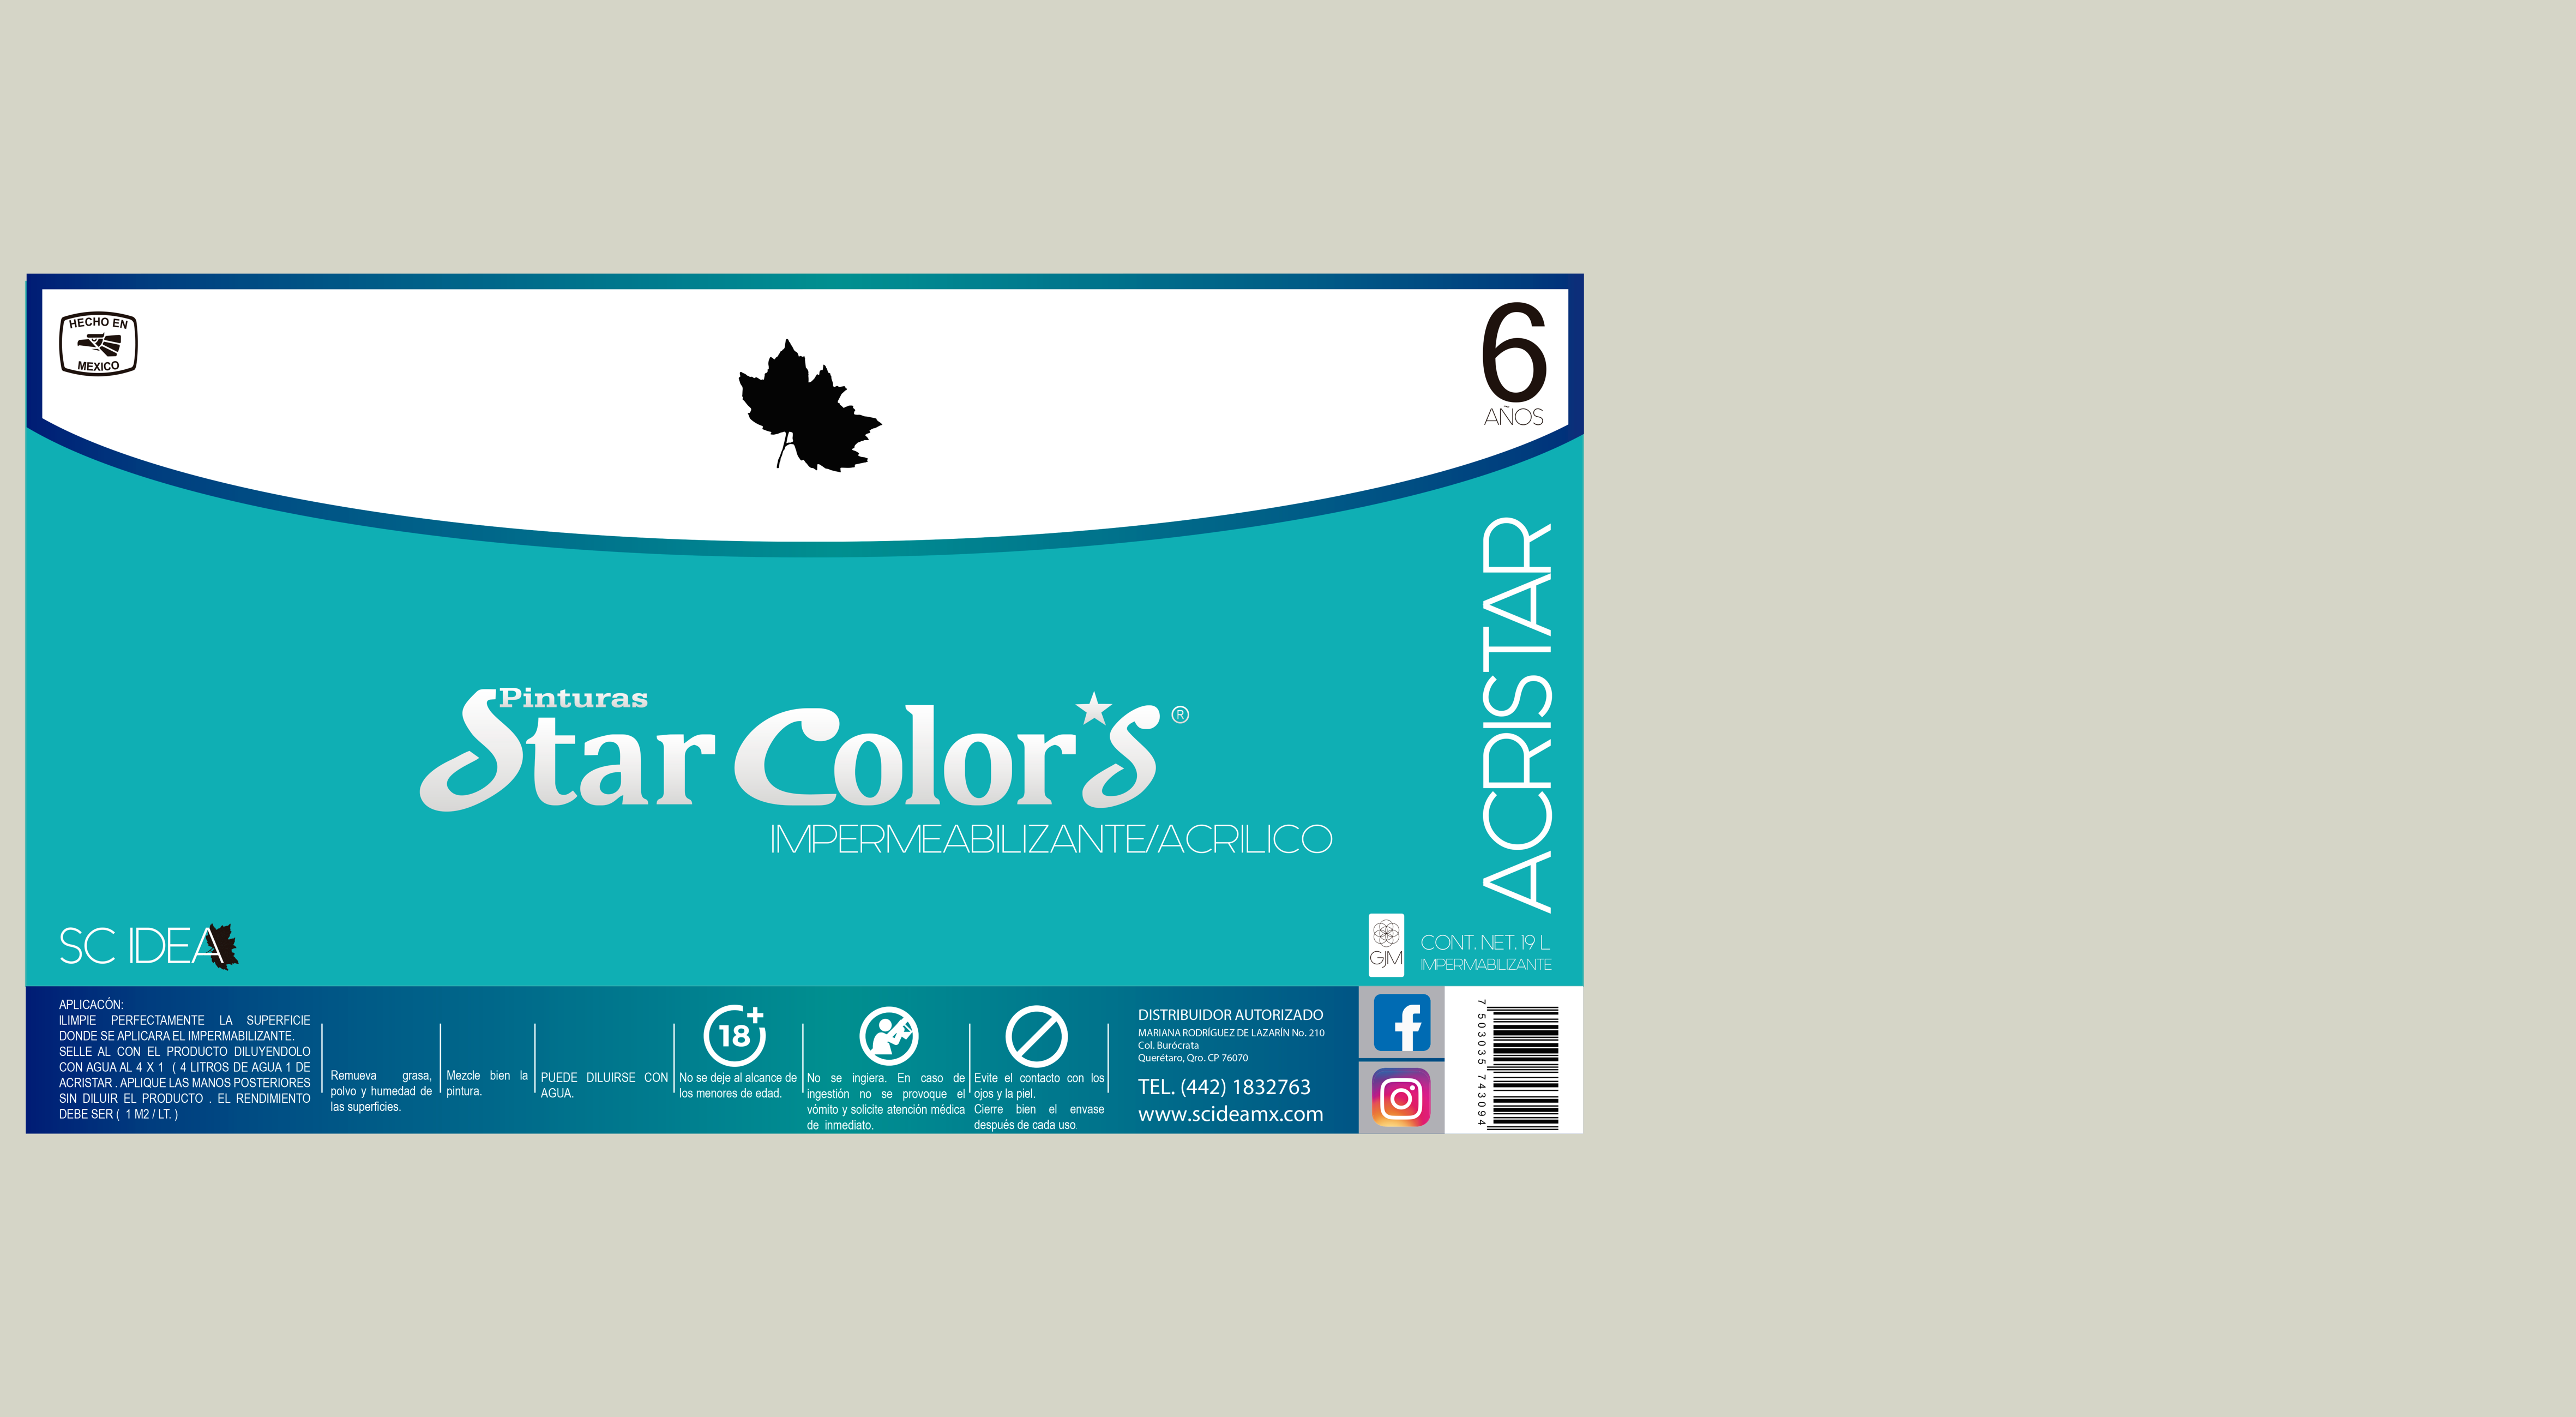 HECHO EN
MEXICO
6
AÑOS
Pinturas
Star Color's ®
IMPERMEABILIZANTE/ACRILICO
ACRISTAR
SC IDEA
GJM
CONT. NET. 19 L
IMPERMABILIZANTE
APLICACÓN:
ILIMPIE PERFECTAMENTE LA SUPERFICIE
DONDE SE APLICARA EL IMPERMABILIZANTE.
SELLE AL CON EL PRODUCTO DILUYENDOLO
CON AGUA AL 4 X 1 ( 4 LITROS DE AGUA 1 DE
ACRISTAR . APLIQUE LAS MANOS POSTERIORES
SIN DILUIR EL PRODUCTO . EL RENDIMIENTO
DEBE SER ( 1 M2 / LT. )
Remueva grasa,
polvo y humedad de
las superficies.
Mezcle bien la
pintura.
PUEDE DILUIRSE CON
AGUA.
18+
No se deje al alcance de
los menores de edad.
No se ingiera. En caso de
ingestión no se provoque el
vómito y solicite atención médica
de inmediato.
Evite el contacto con los
ojos y la piel.
Cierre bien el envase
después de cada uso.
DISTRIBUIDOR AUTORIZADO
MARIANA RODRÍGUEZ DE LAZARÍN No. 210
Col. Burócrata
Querétaro, Qro. CP 76070
TEL. (442) 1832763
www.scideamx.com
7 503035 743094